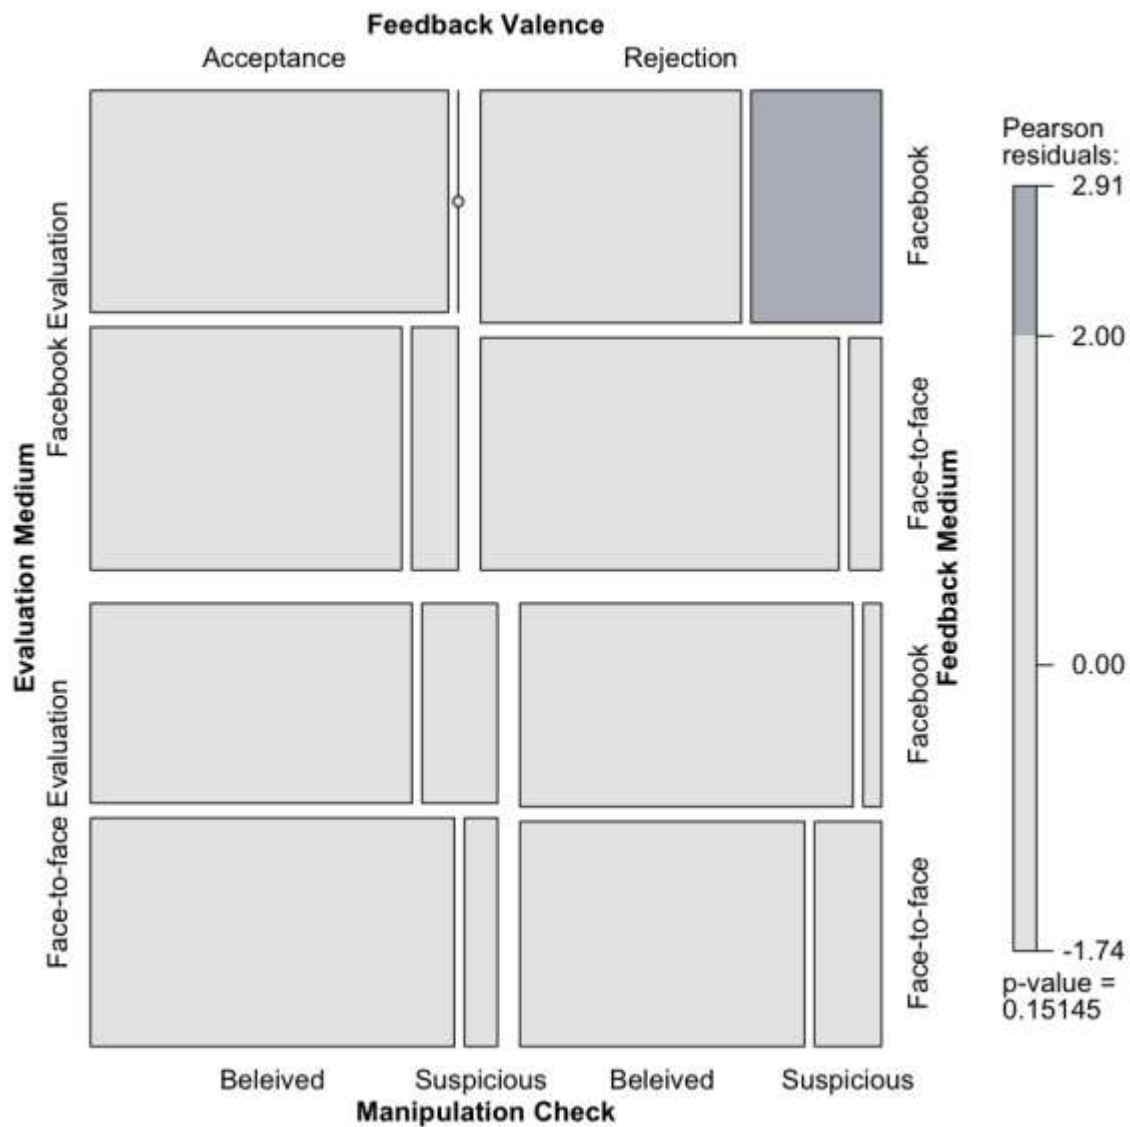 Feedback Valence
Acceptance Rejection
Evaluation Medium
Facebook Evaluation
Face-to-face Evaluation
Facebook
Face-to-face
Facebook
Face-to-face
Feedback Medium
Pearson
residuals:
2.91
2.00
0.00
-1.74
p-value =
0.15145
Beleived Suspicious Beleived Suspicious
Manipulation Check